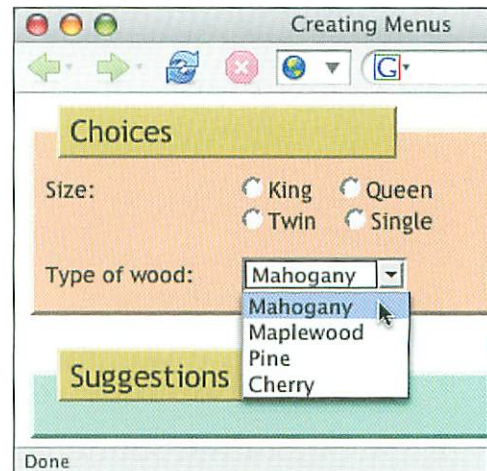 Creating Menus
G
Choices
Size: King Queen
Twin Single
Type of wood: Mahogany
Mahogany
Maplewood
Pine
Cherry
Suggestions
Done